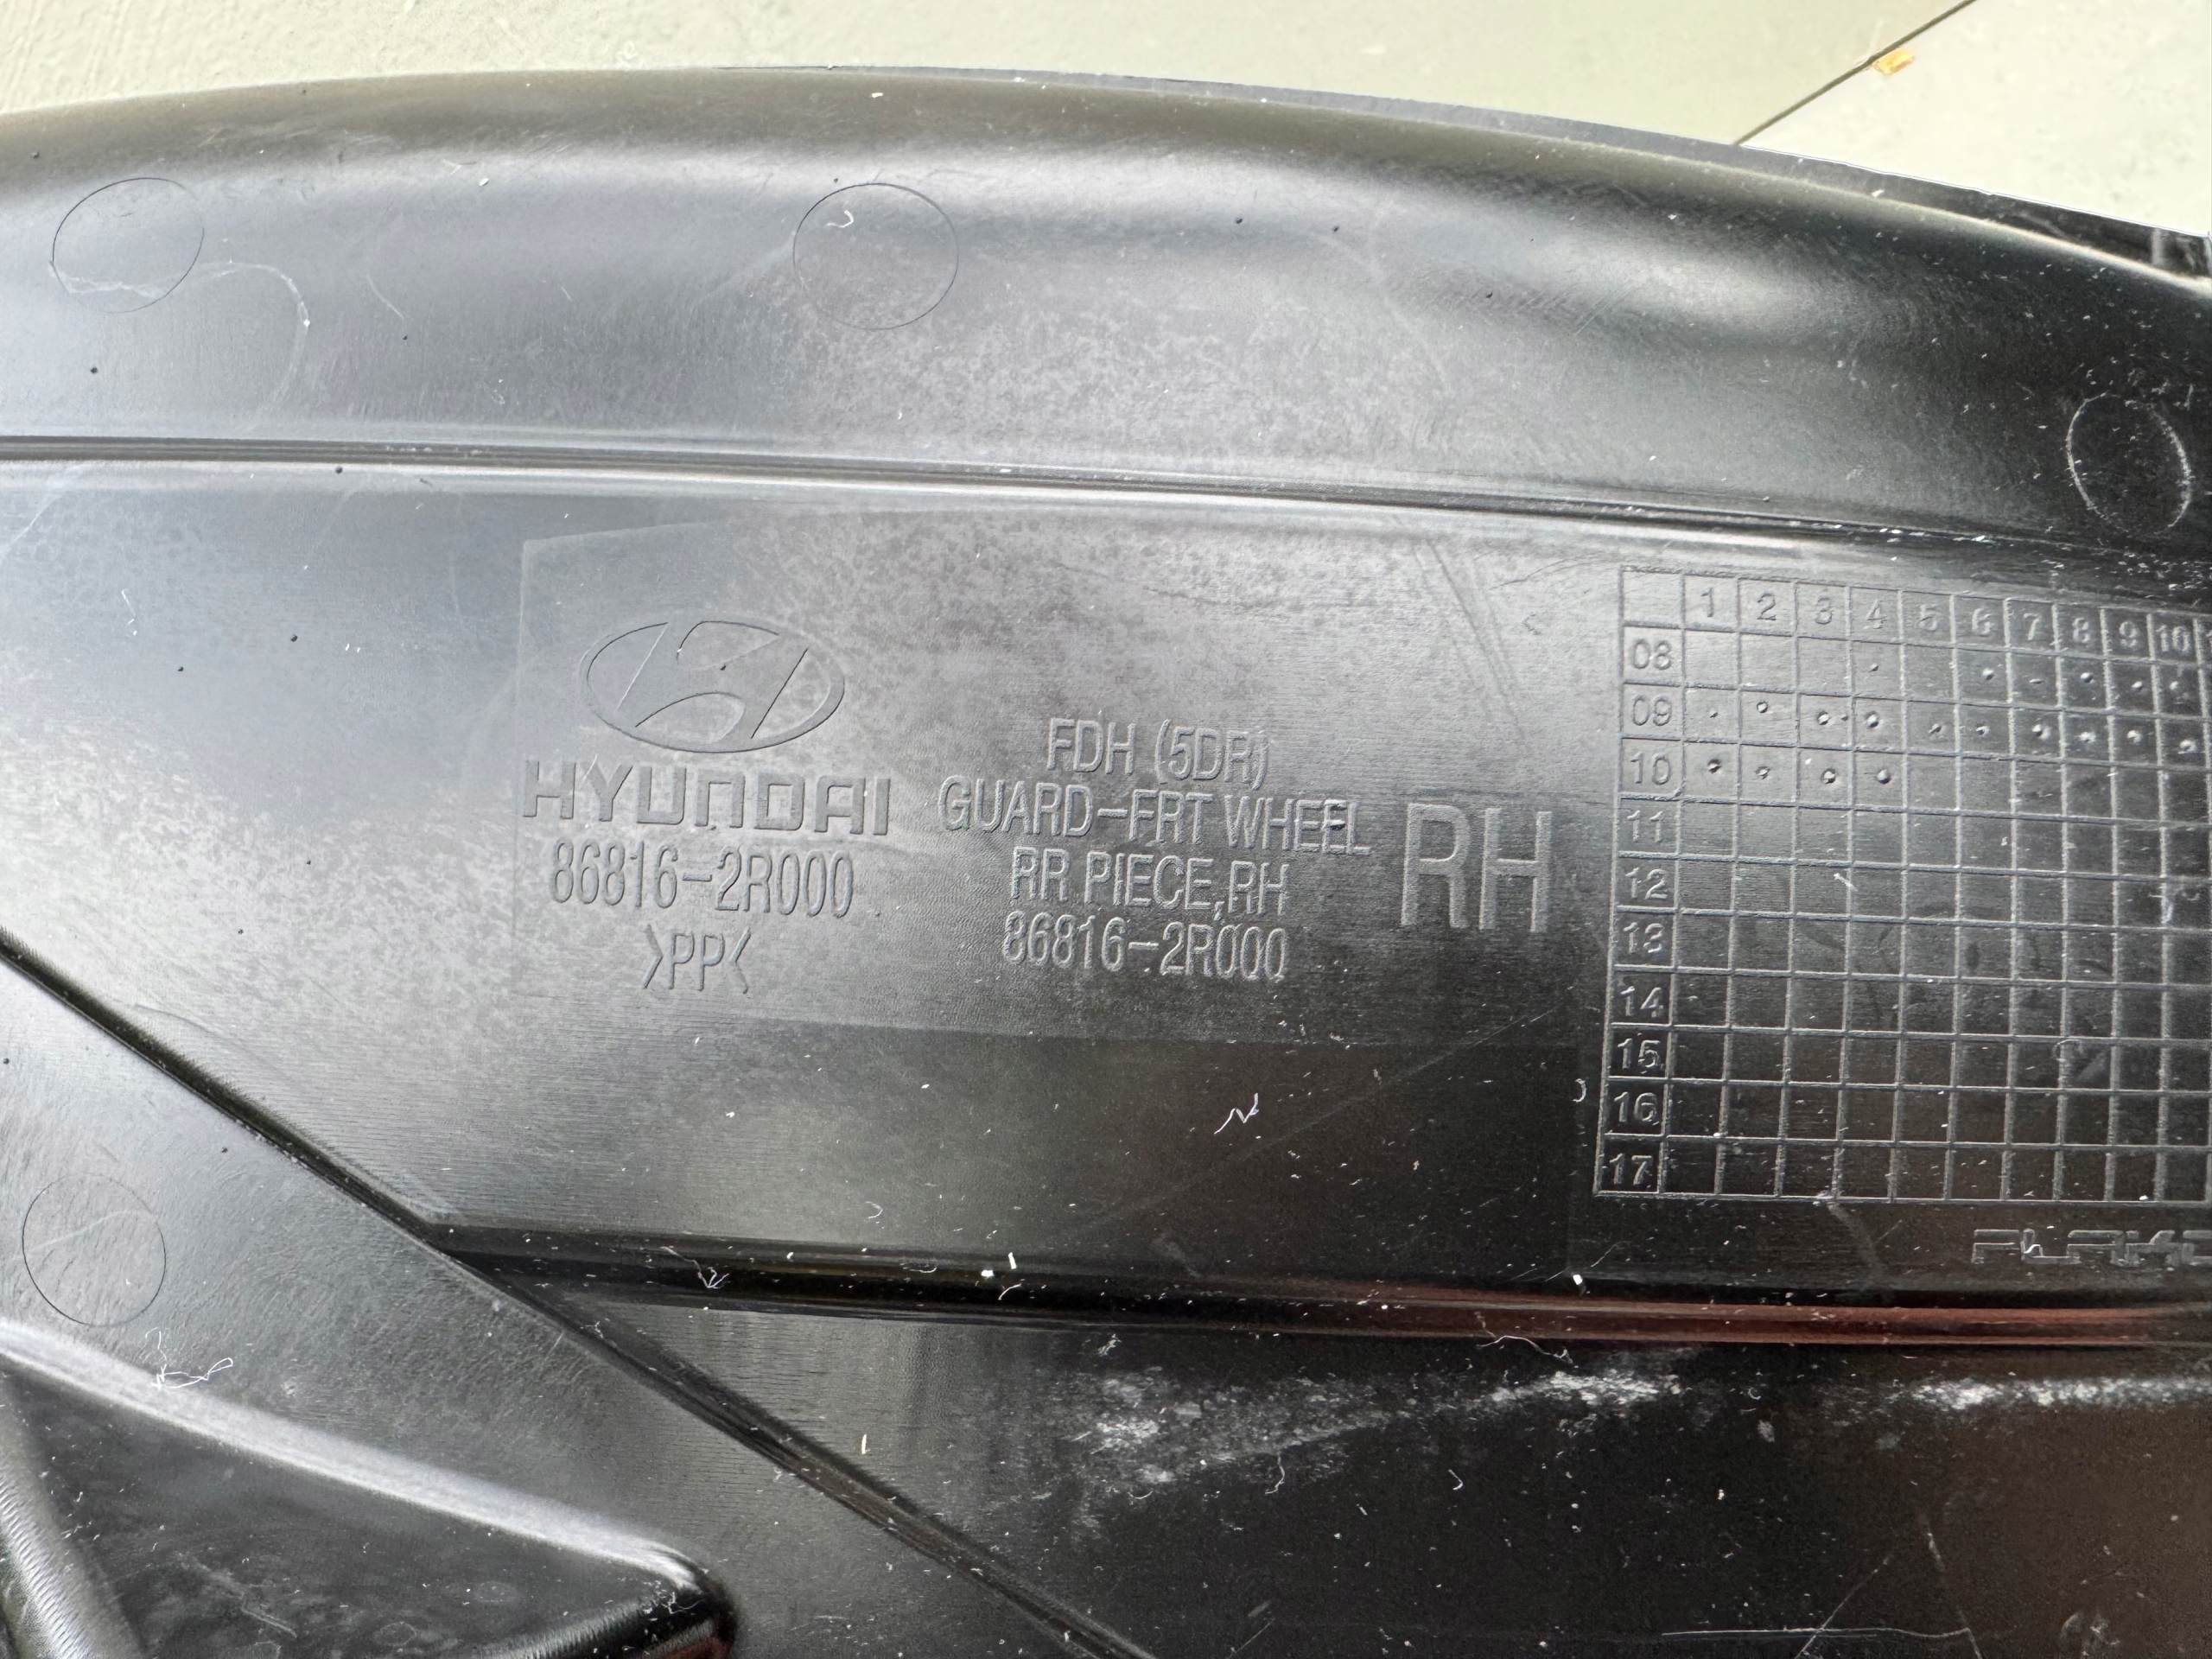 HYUNDAI
86816-2R000
>PP<
FDH (5DR)
GUARD-FRT WHEEL
RR PIECE,RH
86816-2R000
RH
1 2 3 4 5 6 7 8 9 10
08
09
10
11
12
13
14
15
16
17